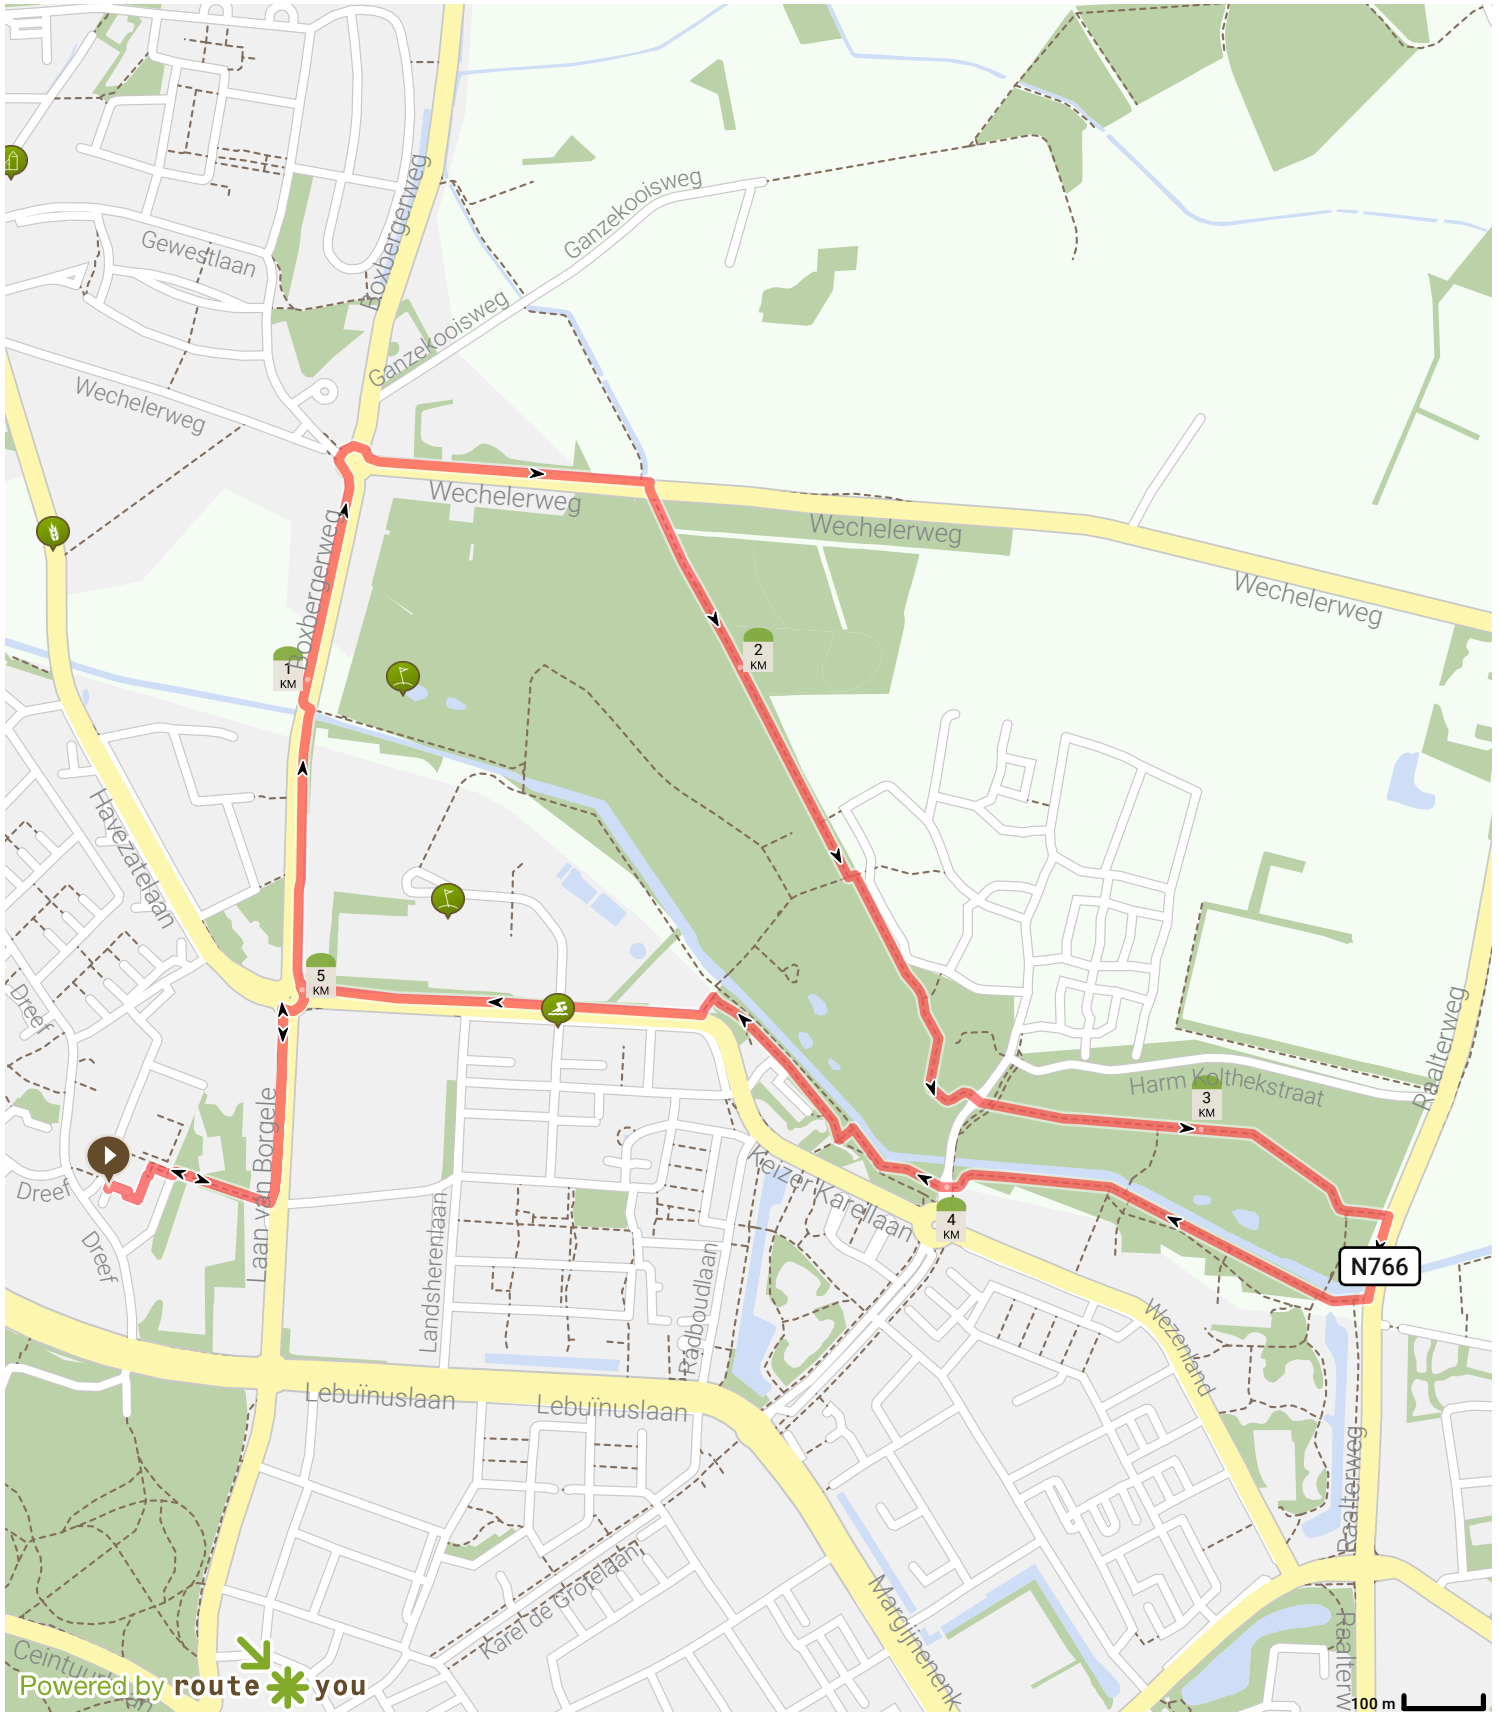 Boxbergerweg
Ganzekooisweg
Gewestlaan
Ganzekooisweg
Wechelerweg
Wechelerweg
Wechelerweg
Wechelerweg
Boxbergerweg
1
KM
2
KM
Havezatelaan
5
KM
Dreef
Raalterweg
Harm Kolthekstraat
3
KM
Laan van Borgele
Dreef
Keizer Karellaan
4
KM
Dreef
Landsherenlaan
Radboudlaan
N766
Wezenland
Lebuïnuslaan
Lebuïnuslaan
Raalterweg
Karel de Grotelaan
Margijnenenk
Raalterw
Powered by route you
100 m